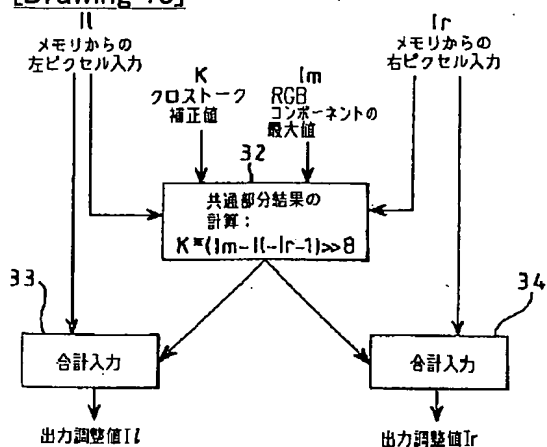 [Drawing 10]
Il
メモリからの
左ピクセル入力
Ir
メモリからの
右ピクセル入力
K
クロストーク
補正値
Im
RGB
コンポーネントの
最大値
32
共通部分結果の
計算:
K*(Im-Il-Ir-1)>>8
33
合計入力
34
合計入力
出力調整値Il
出力調整値Ir